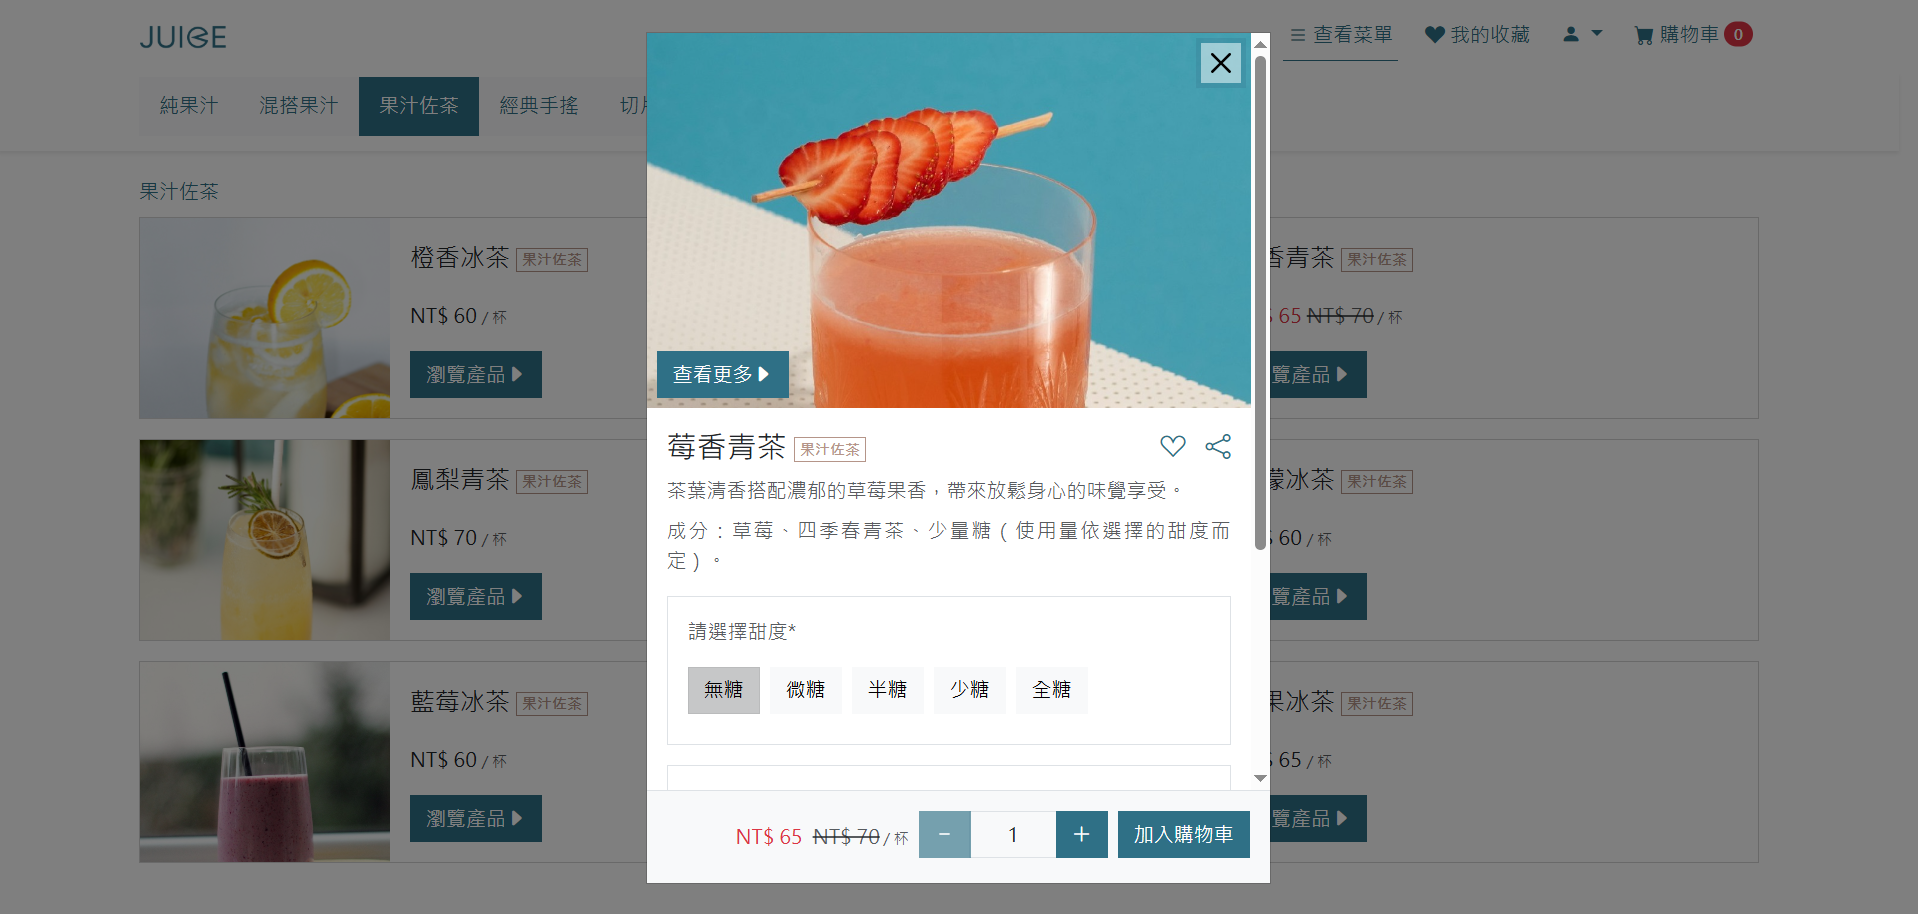 JUICE
查看菜單
我的收藏
購物車 0
純果汁
混搭果汁
果汁佐茶
經典手搖
果汁佐茶
橙香冰茶 果汁佐茶
NT$ 60 / 杯
瀏覽產品
鳳梨青茶 果汁佐茶
NT$ 70 / 杯
瀏覽產品
藍莓冰茶 果汁佐茶
NT$ 60 / 杯
瀏覽產品
查看更多
莓香青茶 果汁佐茶
茶葉清香搭配濃郁的草莓果香，帶來放鬆身心的味覺享受。
成分：草莓、四季春青茶、少量糖（使用量依選擇的甜度而
定）。
請選擇甜度*
無糖
微糖
半糖
少糖
全糖
NT$ 65 NT$ 70 / 杯
－ 1 ＋
加入購物車
香青茶 果汁佐茶
65 NT$ 70 / 杯
覽產品
檬冰茶 果汁佐茶
60 / 杯
覽產品
果冰茶 果汁佐茶
65 / 杯
覽產品